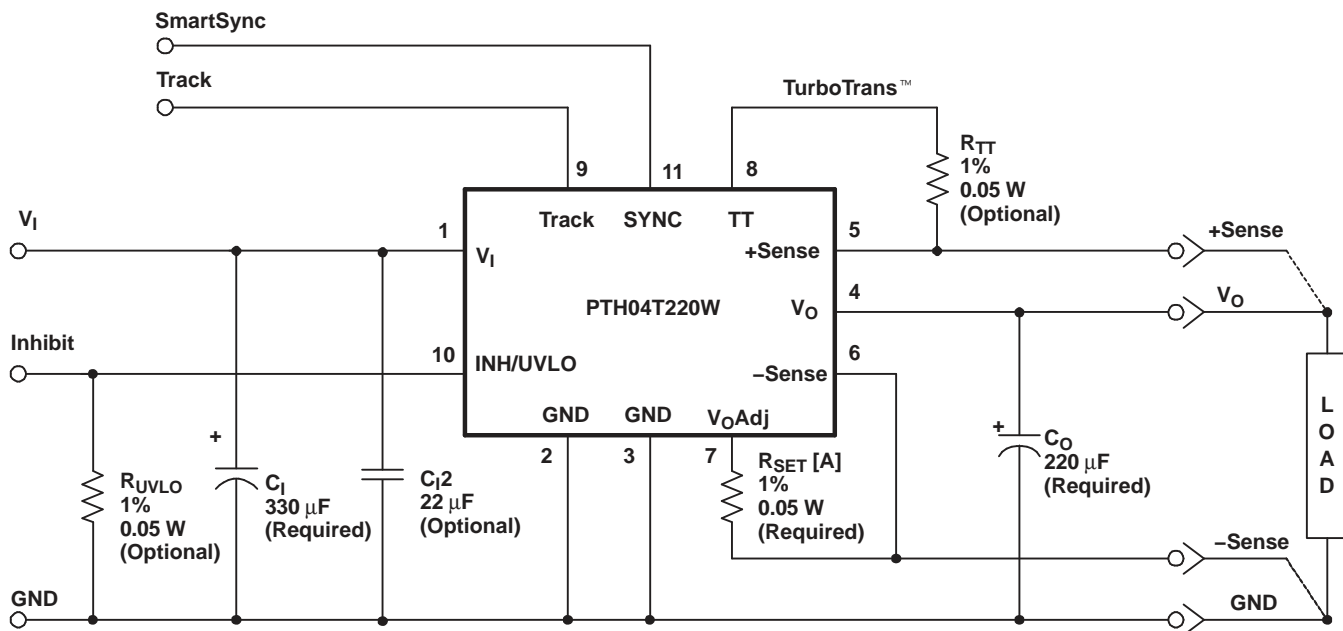 SmartSync
Track
TurboTrans™
R_TT
1%
0.05 W
(Optional)
9
11
8
V_I
1
Track
SYNC
TT
5
+Sense
+Sense
V_I
+Sense
4
V_O
PTH04T220W
V_O
Inhibit
10
INH/UVLO
6
–Sense
GND
GND
V_OAdj
+
2
3
7
R_SET [A]
1%
0.05 W
(Required)
+
C_O
220 μF
(Required)
L
O
A
D
R_UVLO
1%
0.05 W
(Optional)
C_I
330 μF
(Required)
C_I2
22 μF
(Optional)
–Sense
GND
GND